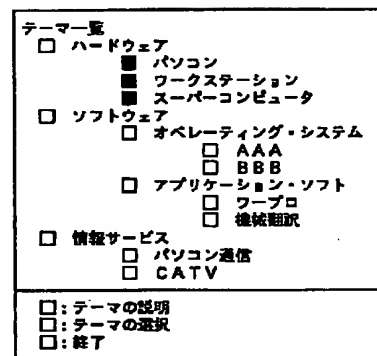 テーマ一覧
□ ハードウェア
■ パソコン
■ ワークステーション
■ スーパーコンピュータ
□ ソフトウェア
□ オペレーティング・システム
□ AAA
□ BBB
□ アプリケーション・ソフト
□ ワープロ
□ 機械翻訳
□ 情報サービス
□ パソコン通信
□ CATV
□:テーマの説明
□:テーマの選択
□:終了